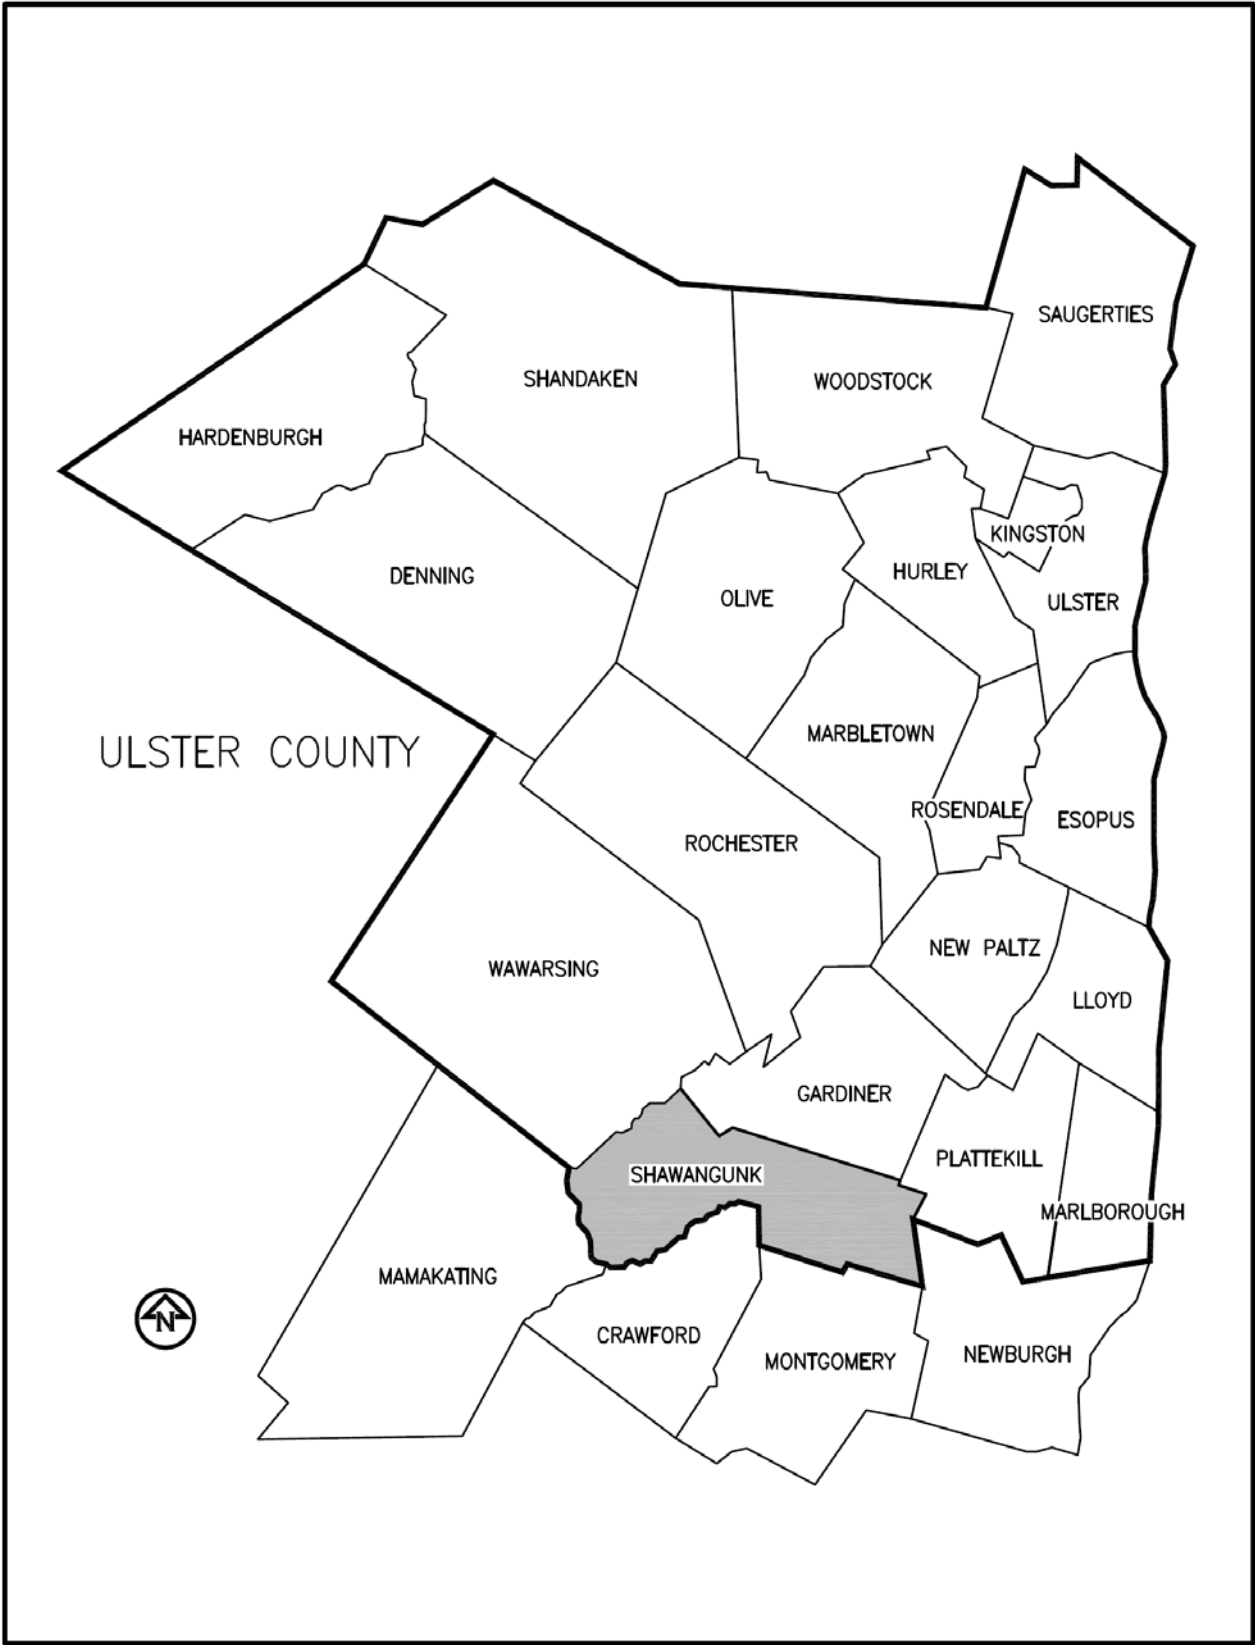 SAUGERTIES
SHANDAKEN
WOODSTOCK
HARDENBURGH
KINGSTON
DENNING
HURLEY
OLIVE
ULSTER
ULSTER COUNTY
MARBLETOWN
ROSENDALE
ESOPUS
ROCHESTER
NEW PALTZ
WAWARSING
LLOYD
GARDINER
PLATTEKILL
SHAWANGUNK
MARLBOROUGH
MAMAKATING
N
CRAWFORD
MONTGOMERY
NEWBURGH